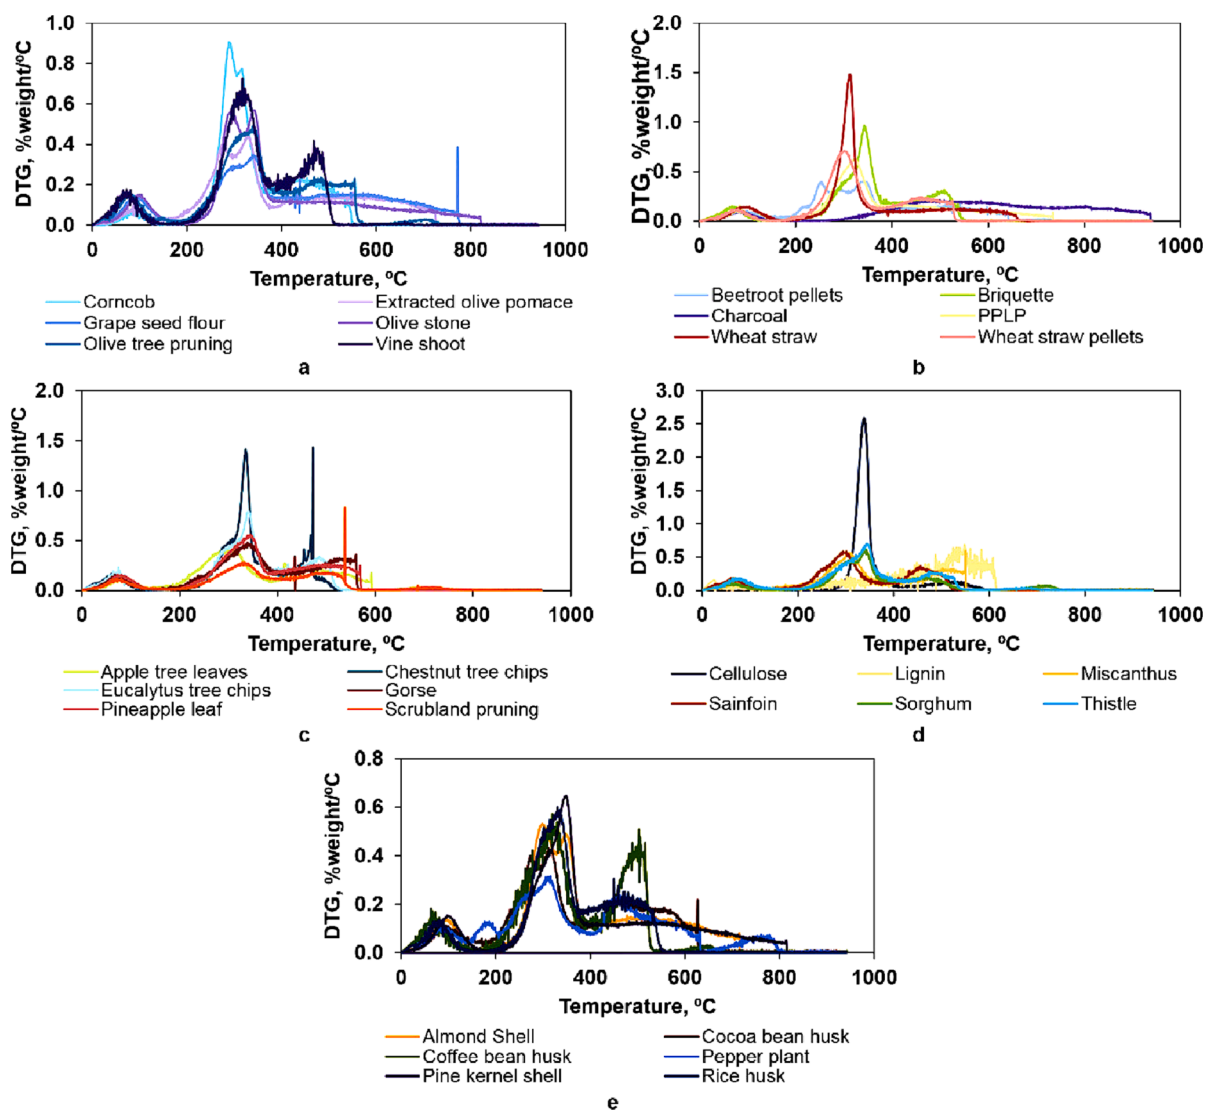 DTG, %weight/ºC
1.0
0.8
0.6
0.4
0.2
0.0
0 200 400 600 800 1000
Temperature, ºC
Corncob Extracted olive pomace
Grape seed flour Olive stone
Olive tree pruning Vine shoot
a
DTG, %weight/ºC
2.0
1.5
1.0
0.5
0.0
0 200 400 600 800 1000
Temperature, ºC
Beetroot pellets Briquette
Charcoal PPLP
Wheat straw Wheat straw pellets
b
DTG, %weight/ºC
2.0
1.5
1.0
0.5
0.0
0 200 400 600 800 1000
Temperature, ºC
Apple tree leaves Chestnut tree chips
Eucalytus tree chips Gorse
Pineapple leaf Scrubland pruning
c
DTG, %weight/ºC
3.0
2.5
2.0
1.5
1.0
0.5
0.0
0 200 400 600 800 1000
Temperature, ºC
Cellulose Lignin Miscanthus
Sainfoin Sorghum Thistle
d
DTG, %weight/ºC
0.8
0.6
0.4
0.2
0.0
0 200 400 600 800 1000
Temperature, ºC
Almond Shell Cocoa bean husk
Coffee bean husk Pepper plant
Pine kernel shell Rice husk
e